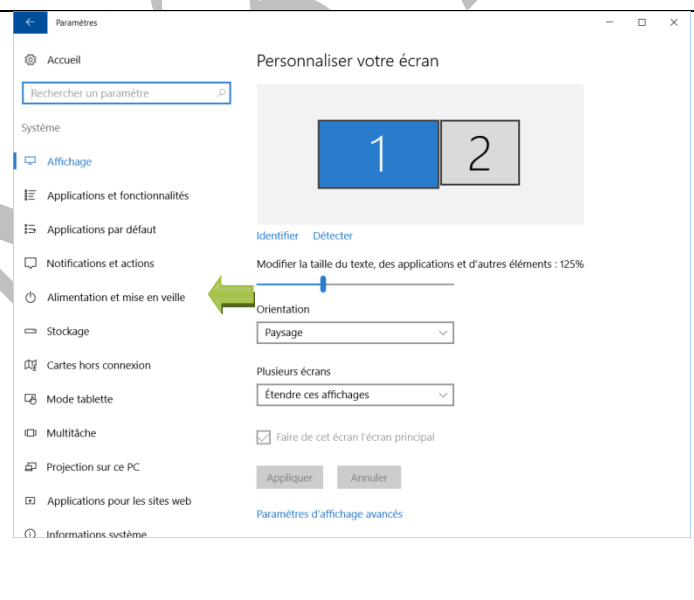 Paramètres
Accueil
Rechercher un paramètre
Système
Affichage
Applications et fonctionnalités
Applications par défaut
Notifications et actions
Alimentation et mise en veille
Stockage
Cartes hors connexion
Mode tablette
Multitâche
Projection sur ce PC
Applications pour les sites web
Informations système
Personnaliser votre écran
1 2
Identifier Détecter
Modifier la taille du texte, des applications et d'autres éléments : 125%
Orientation
Paysage
Plusieurs écrans
Étendre ces affichages
Faire de cet écran l'écran principal
Appliquer Annuler
Paramètres d'affichage avancés